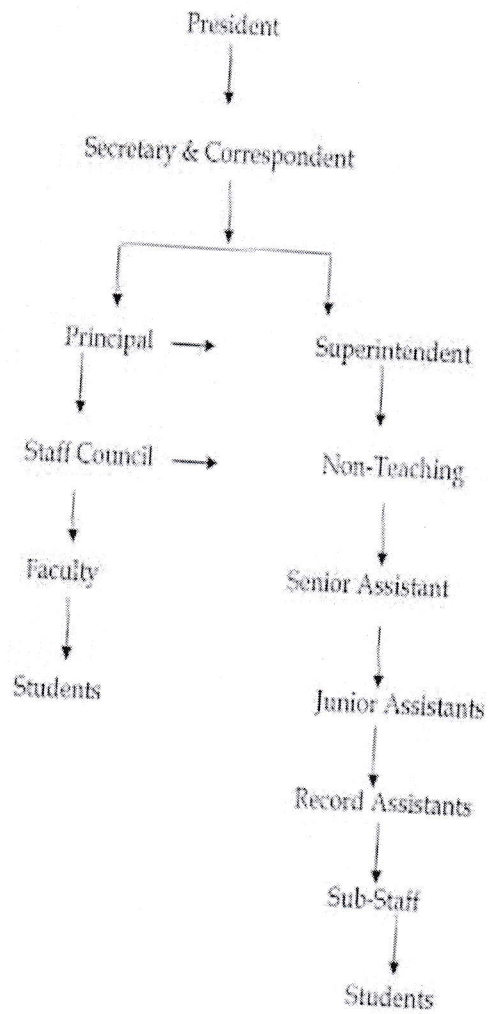 President
Secretary & Correspondent
Principal
Superintendent
Staff Council
Non-Teaching
Faculty
Senior Assistant
Students
Junior Assistants
Record Assistants
Sub-Staff
Students